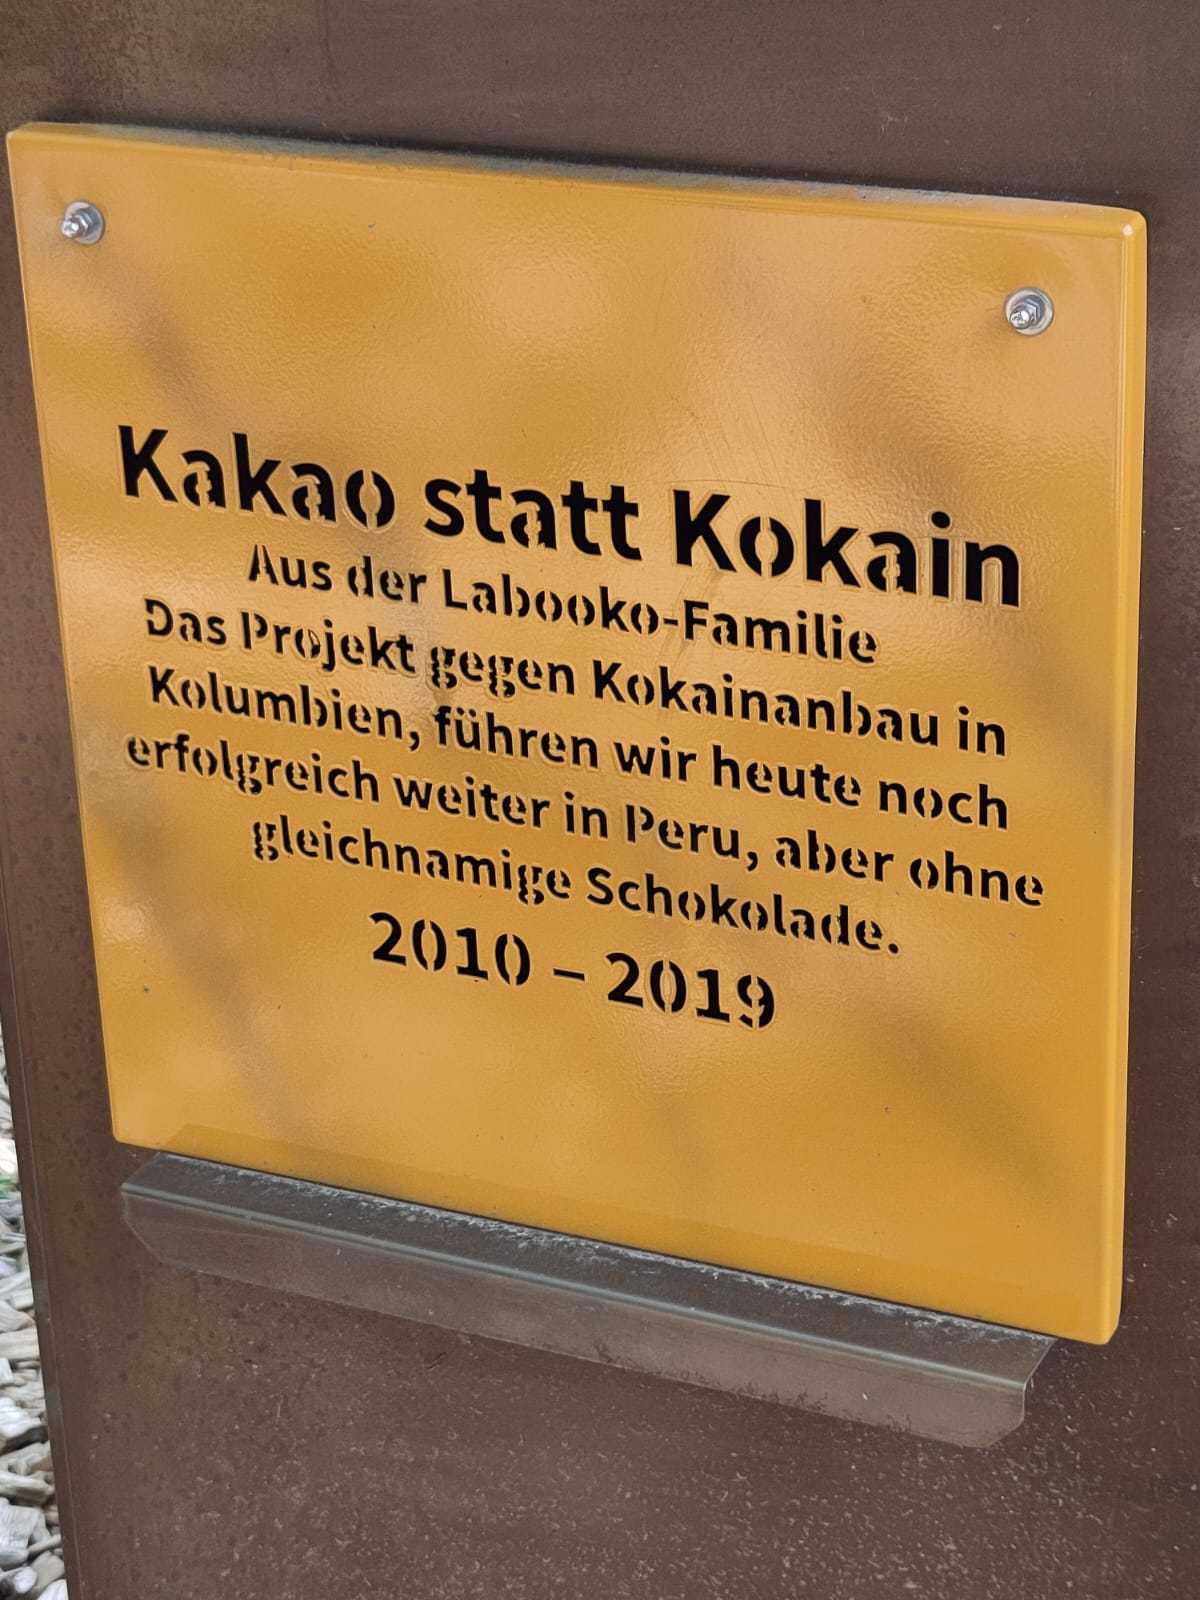 Kakao statt Kokain
Aus der Labooko-Familie
Das Projekt gegen Kokainanbau in
Kolumbien, führen wir heute noch
erfolgreich weiter in Peru, aber ohne
gleichnamige Schokolade.
2010 – 2019